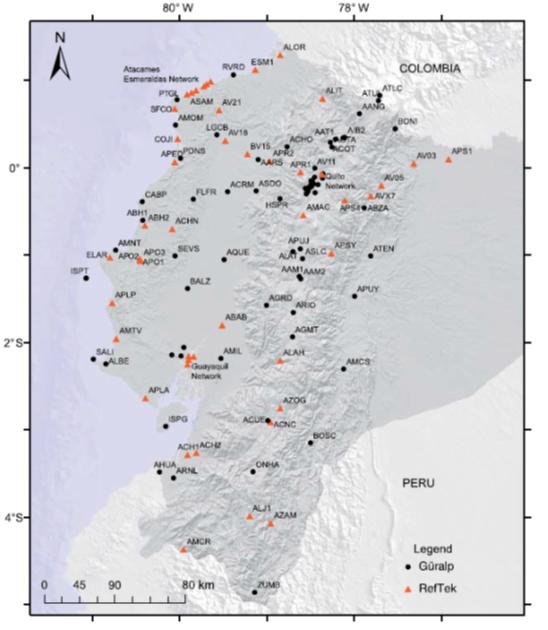 80°W
78°W
N
COLOMBIA
ALOR
ESM1
RVRD
Atacames
Esmeraldas Network
PTGL
ASAM
AV21
SFCO
AMOM
COJI
LGCB
AV18
APED
PDNS
BV15
ACHO
APR2
AARS
APR1
AV11
ALIT
ATLC
AANG
BONI
AAT1
AIB2
ACOT
0°
AV03
APS1
AV05
AVX7
Quito
Network
APS4
ABZA
CABP
FLFR
ACRM
ASDO
HSPR
AMAC
ABH1
ABH2
ACHN
AMNT
ELAR
APO2
APO3
APO1
SEVS
AQUE
APUJ
ASLC
APSY
ATEN
ISPT
BALZ
AAM1
AAM2
APUY
APLP
AGRD
ARIO
ABAB
AMTV
AGMT
2°S
SALI
ALBE
AMIL
ALAH
AMCS
Guayaquil
Network
APLA
AZOG
ISPG
ACUE
ACNC
BOSC
ACH1
ACH2
AHUA
ARNL
ONHA
PERU
4°S
ALJ1
AZAM
AMCR
ZUMB
Legend
Güralp
RefTek
0 45 90 180 km